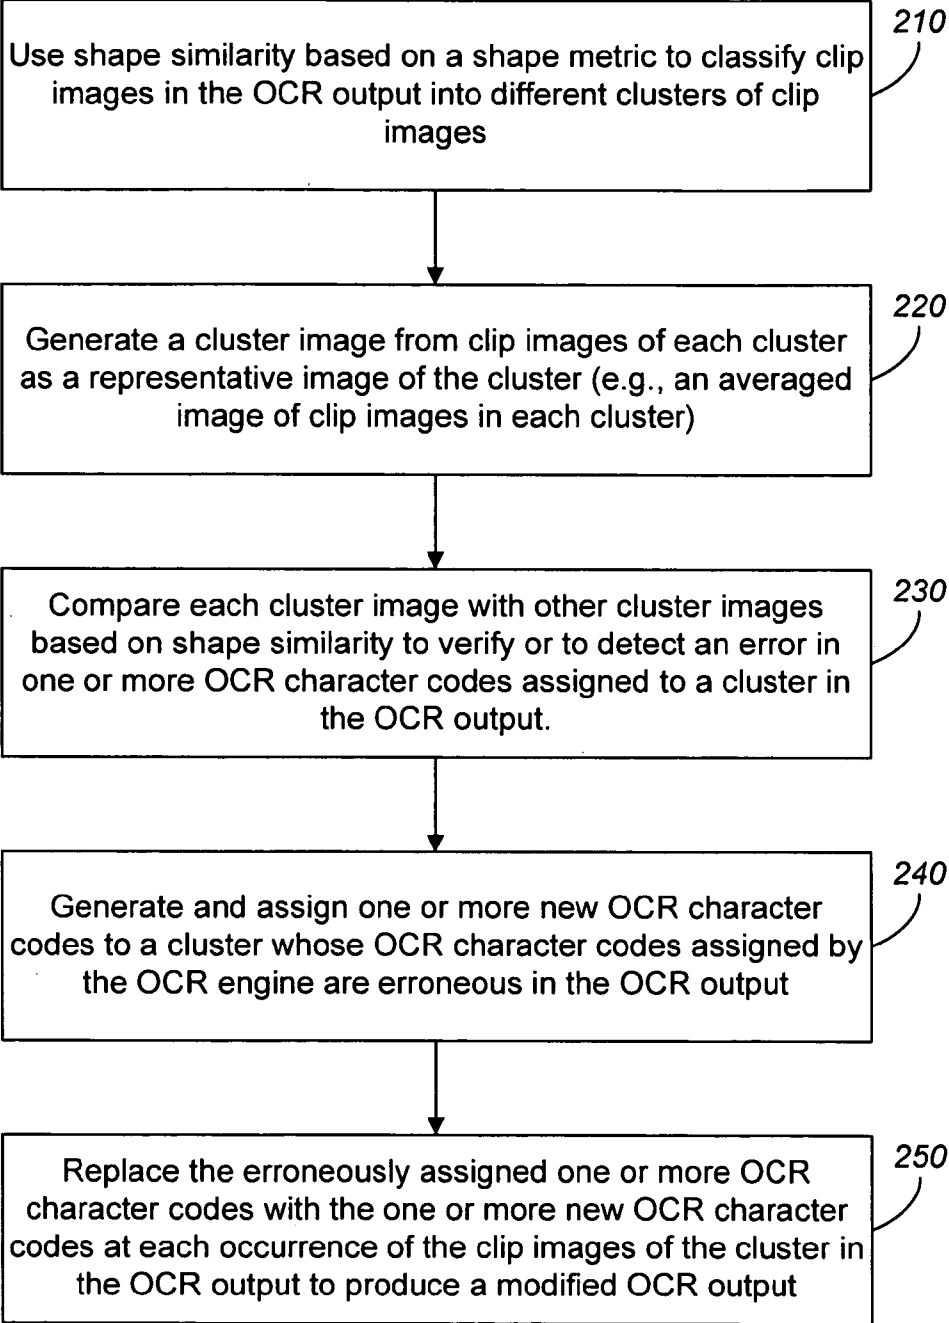 210
Use shape similarity based on a shape metric to classify clip
images in the OCR output into different clusters of clip
images
220
Generate a cluster image from clip images of each cluster
as a representative image of the cluster (e.g., an averaged
image of clip images in each cluster)
230
Compare each cluster image with other cluster images
based on shape similarity to verify or to detect an error in
one or more OCR character codes assigned to a cluster in
the OCR output.
240
Generate and assign one or more new OCR character
codes to a cluster whose OCR character codes assigned by
the OCR engine are erroneous in the OCR output
250
Replace the erroneously assigned one or more OCR
character codes with the one or more new OCR character
codes at each occurrence of the clip images of the cluster in
the OCR output to produce a modified OCR output